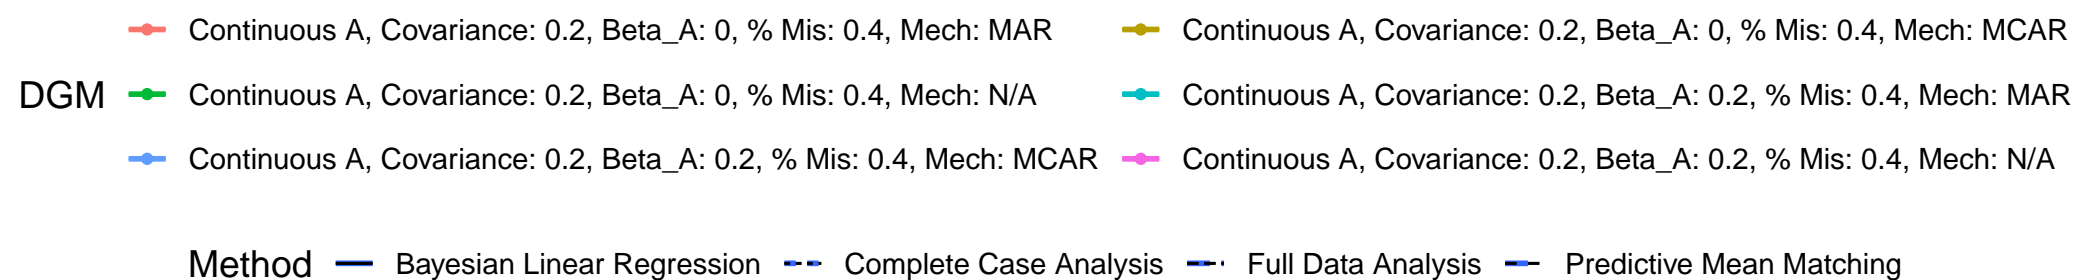 Continuous A, Covariance: 0.2, Beta_A: 0, % Mis: 0.4, Mech: MAR Continuous A, Covariance: 0.2, Beta_A: 0, % Mis: 0.4, Mech: MCAR
DGM Continuous A, Covariance: 0.2, Beta_A: 0, % Mis: 0.4, Mech: N/A Continuous A, Covariance: 0.2, Beta_A: 0.2, % Mis: 0.4, Mech: MAR
Continuous A, Covariance: 0.2, Beta_A: 0.2, % Mis: 0.4, Mech: MCAR Continuous A, Covariance: 0.2, Beta_A: 0.2, % Mis: 0.4, Mech: N/A
Method Bayesian Linear Regression Complete Case Analysis Full Data Analysis Predictive Mean Matching